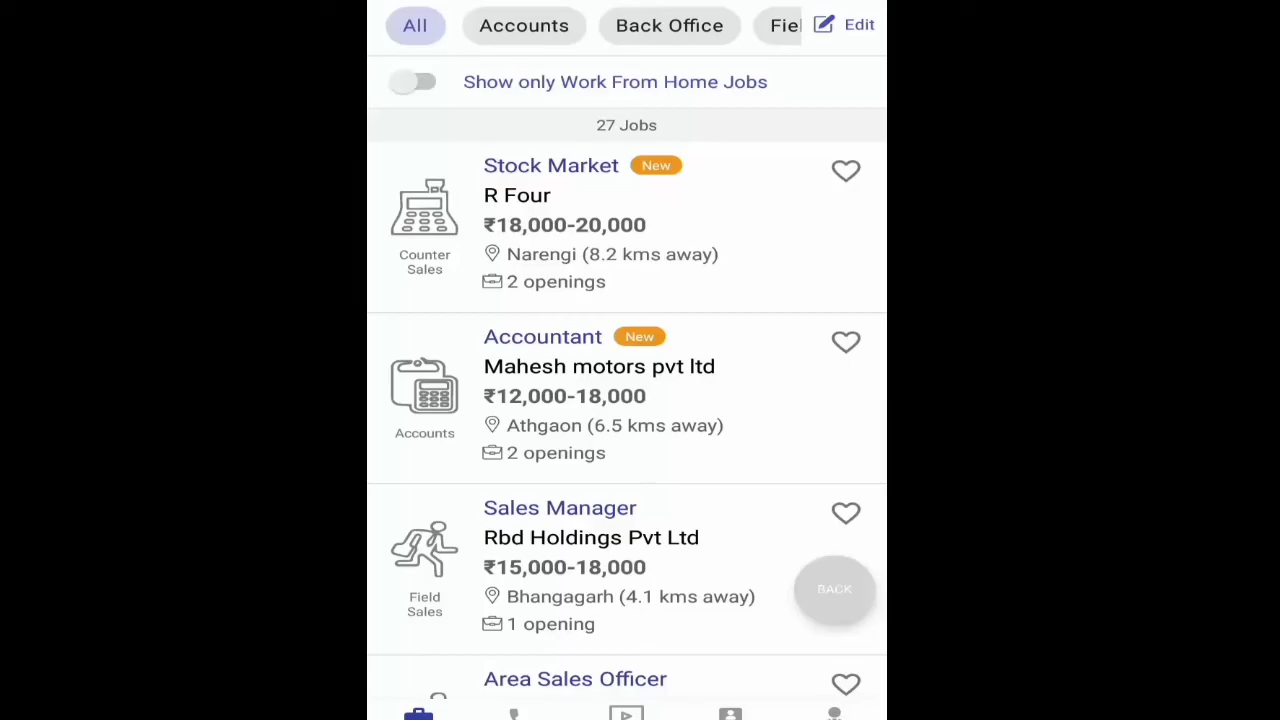 All Accounts Back Office Fiel Edit
Show only Work From Home Jobs
27 Jobs
Stock Market New
R Four
₹18,000-20,000
Narengi (8.2 kms away)
2 openings
Counter
Sales
Accountant New
Mahesh motors pvt ltd
₹12,000-18,000
Athgaon (6.5 kms away)
2 openings
Accounts
Sales Manager
Rbd Holdings Pvt Ltd
₹15,000-18,000
Bhangagarh (4.1 kms away)
1 opening
Field
Sales
BACK
Area Sales Officer